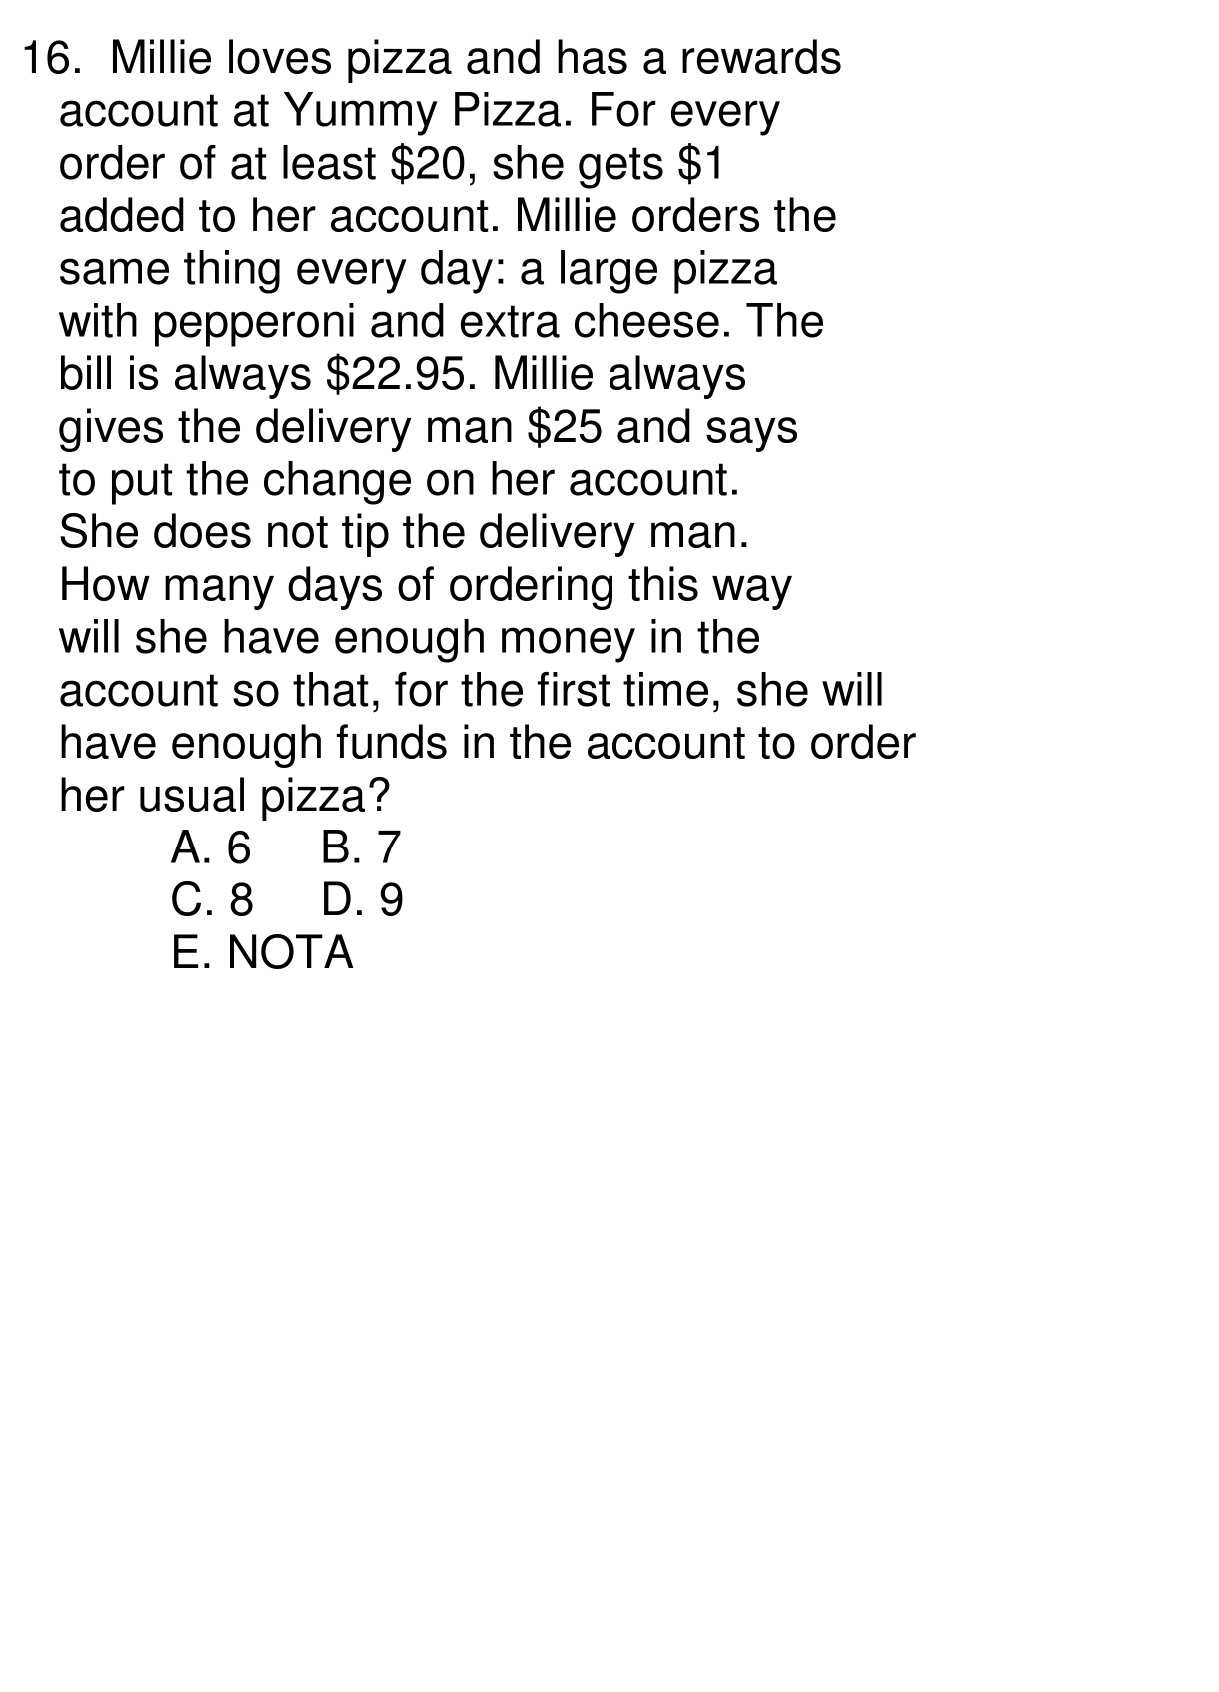 16.  Millie loves pizza and has a rewards
account at Yummy Pizza. For every
order of at least $20, she gets $1
added to her account. Millie orders the
same thing every day: a large pizza
with pepperoni and extra cheese. The
bill is always $22.95. Millie always
gives the delivery man $25 and says
to put the change on her account.
She does not tip the delivery man.
How many days of ordering this way
will she have enough money in the
account so that, for the first time, she will
have enough funds in the account to order
her usual pizza?
A. 6     B. 7
C. 8     D. 9
E. NOTA